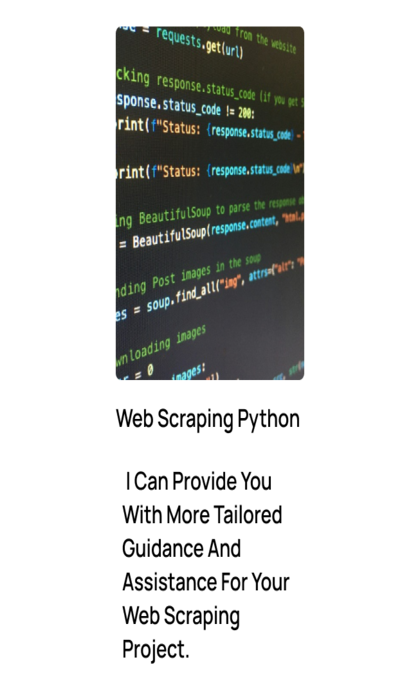 yload from the website
= requests.get(url)
cking response.status_code (if you get
sponse.status_code != 200:
rint(f"Status: {response.status_code} -
print(f"Status: {response.status_code}\n"
ing BeautifulSoup to parse the response
= BeautifulSoup(response.content, "html.p
nding Post images in the soup
es = soup.find_all("img", attrs={"alt": "
wnloading images
= 0
images:
Web Scraping Python
I Can Provide You
With More Tailored
Guidance And
Assistance For Your
Web Scraping
Project.